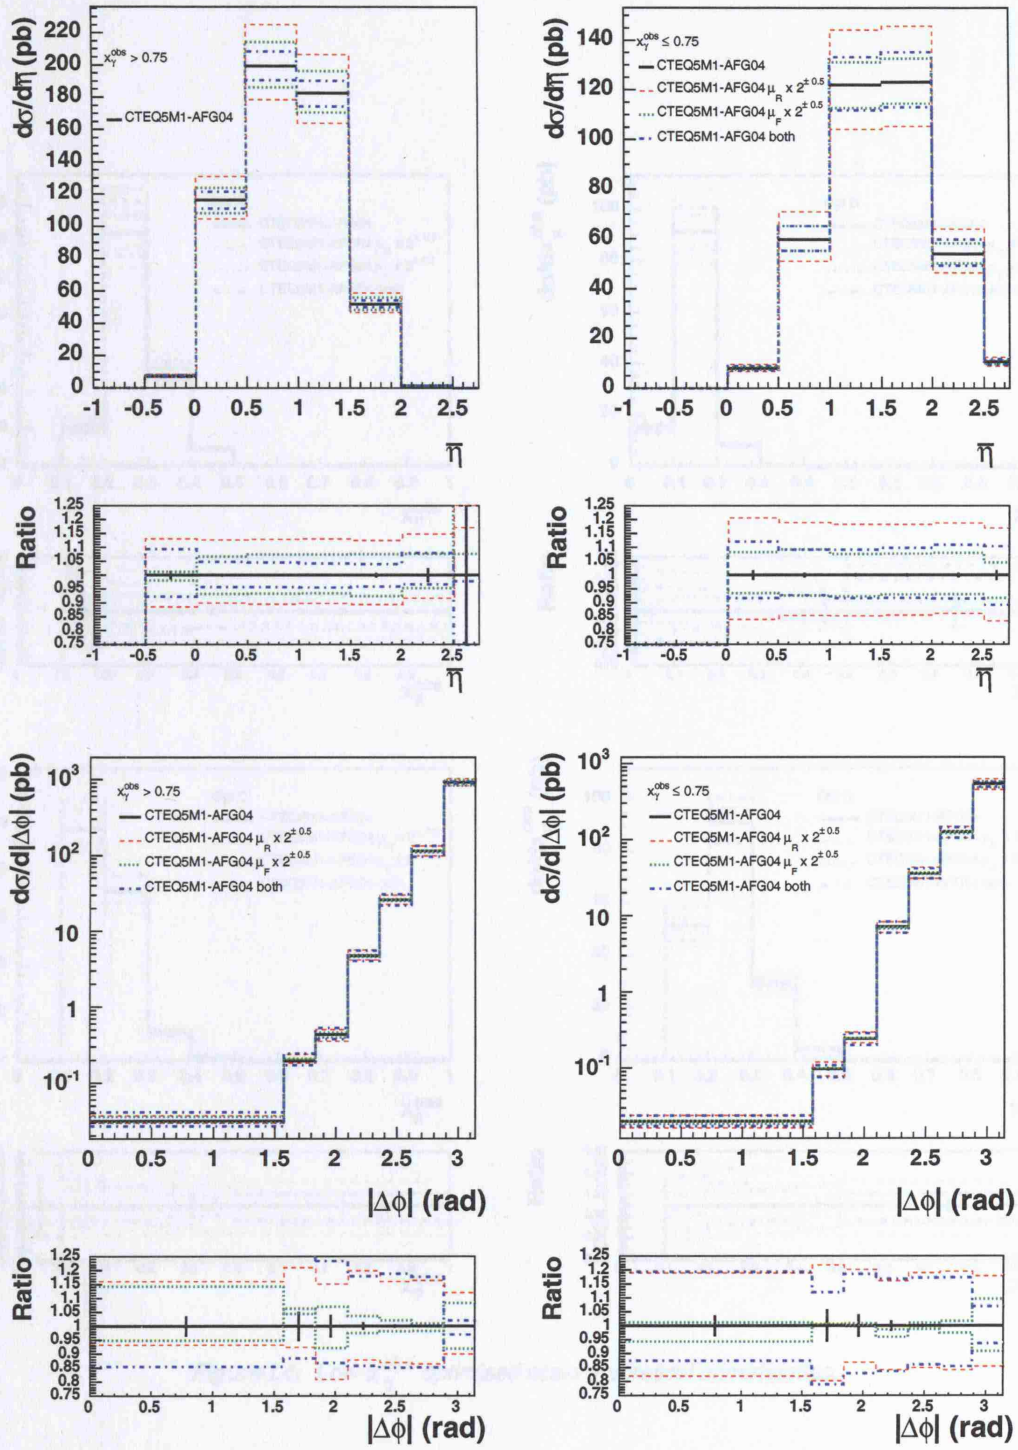 dσ/dη̅ (pb)
220
200
180
160
140
120
100
80
60
40
20
0
x_γ^obs > 0.75
CTEQ5M1-AFG04
-1 -0.5 0 0.5 1 1.5 2 2.5
η̅
dσ/dη̅ (pb)
140
120
100
80
60
40
20
0
x_γ^obs ≤ 0.75
CTEQ5M1-AFG04
CTEQ5M1-AFG04 μ_R x 2^±0.5
CTEQ5M1-AFG04 μ_F x 2^±0.5
CTEQ5M1-AFG04 both
-1 -0.5 0 0.5 1 1.5 2 2.5
η̅
Ratio
1.25
1.2
1.15
1.1
1.05
1
0.95
0.9
0.85
0.8
0.75
-1 -0.5 0 0.5 1 1.5 2 2.5
η̅
Ratio
1.25
1.2
1.15
1.1
1.05
1
0.95
0.9
0.85
0.8
0.75
-1 -0.5 0 0.5 1 1.5 2 2.5
η̅
dσ/d|Δϕ| (pb)
10^3
10^2
10
1
10^-1
x_γ^obs > 0.75
CTEQ5M1-AFG04
CTEQ5M1-AFG04 μ_R x 2^±0.5
CTEQ5M1-AFG04 μ_F x 2^±0.5
CTEQ5M1-AFG04 both
0 0.5 1 1.5 2 2.5 3
|Δϕ| (rad)
dσ/d|Δϕ| (pb)
10^3
10^2
10
1
10^-1
x_γ^obs ≤ 0.75
CTEQ5M1-AFG04
CTEQ5M1-AFG04 μ_R x 2^±0.5
CTEQ5M1-AFG04 μ_F x 2^±0.5
CTEQ5M1-AFG04 both
0 0.5 1 1.5 2 2.5 3
|Δϕ| (rad)
Ratio
1.25
1.2
1.15
1.1
1.05
1
0.95
0.9
0.85
0.8
0.75
0 0.5 1 1.5 2 2.5 3
|Δϕ| (rad)
Ratio
1.25
1.2
1.15
1.1
1.05
1
0.95
0.9
0.85
0.8
0.75
0 0.5 1 1.5 2 2.5 3
|Δϕ| (rad)